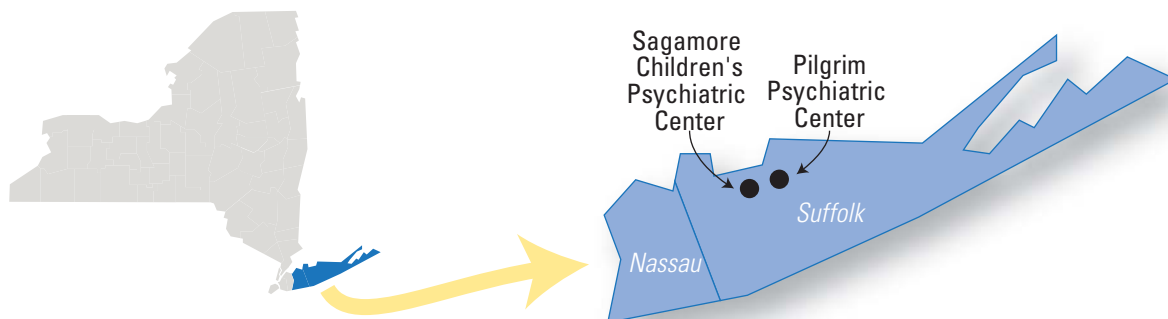 Sagamore
Children's
Psychiatric
Center
Pilgrim
Psychiatric
Center
Suffolk
Nassau